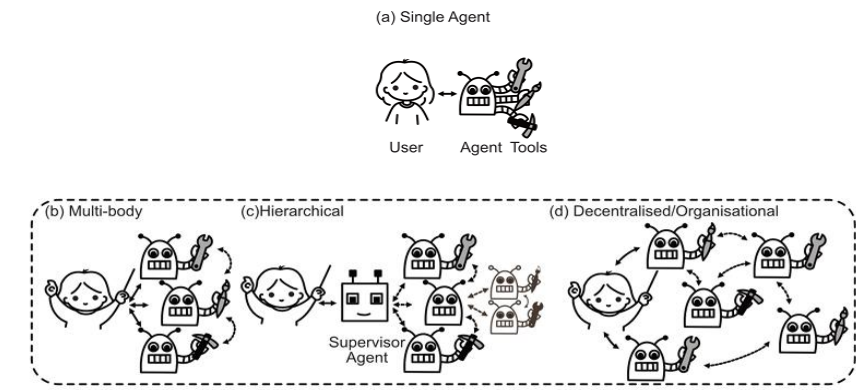 (a) Single Agent
User Agent Tools
(b) Multi-body (c)Hierarchical (d) Decentralised/Organisational
Supervisor
Agent